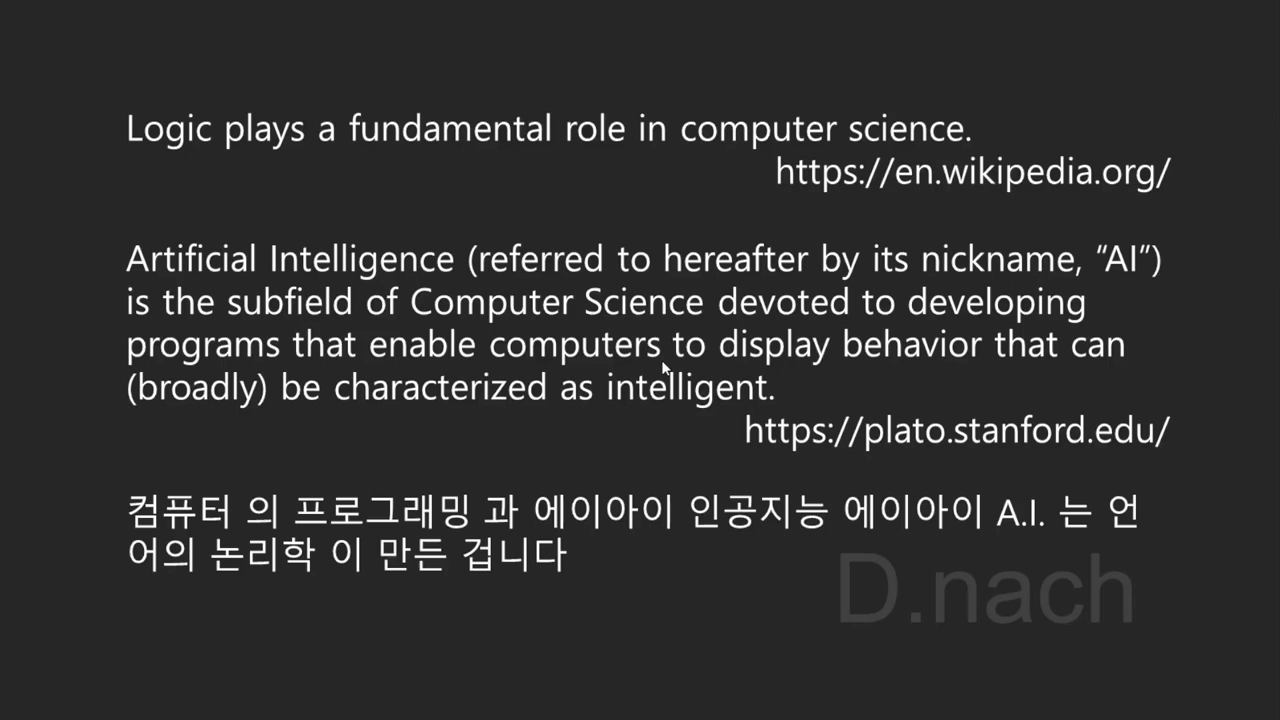 Logic plays a fundamental role in computer science.
https://en.wikipedia.org/
Artificial Intelligence (referred to hereafter by its nickname, “AI”)
is the subfield of Computer Science devoted to developing
programs that enable computers to display behavior that can
(broadly) be characterized as intelligent.
https://plato.stanford.edu/
컴퓨터 의 프로그래밍 과 에이아이 인공지능 에이아이 A.I. 는 언
어의 논리학 이 만든 겁니다
D.nach